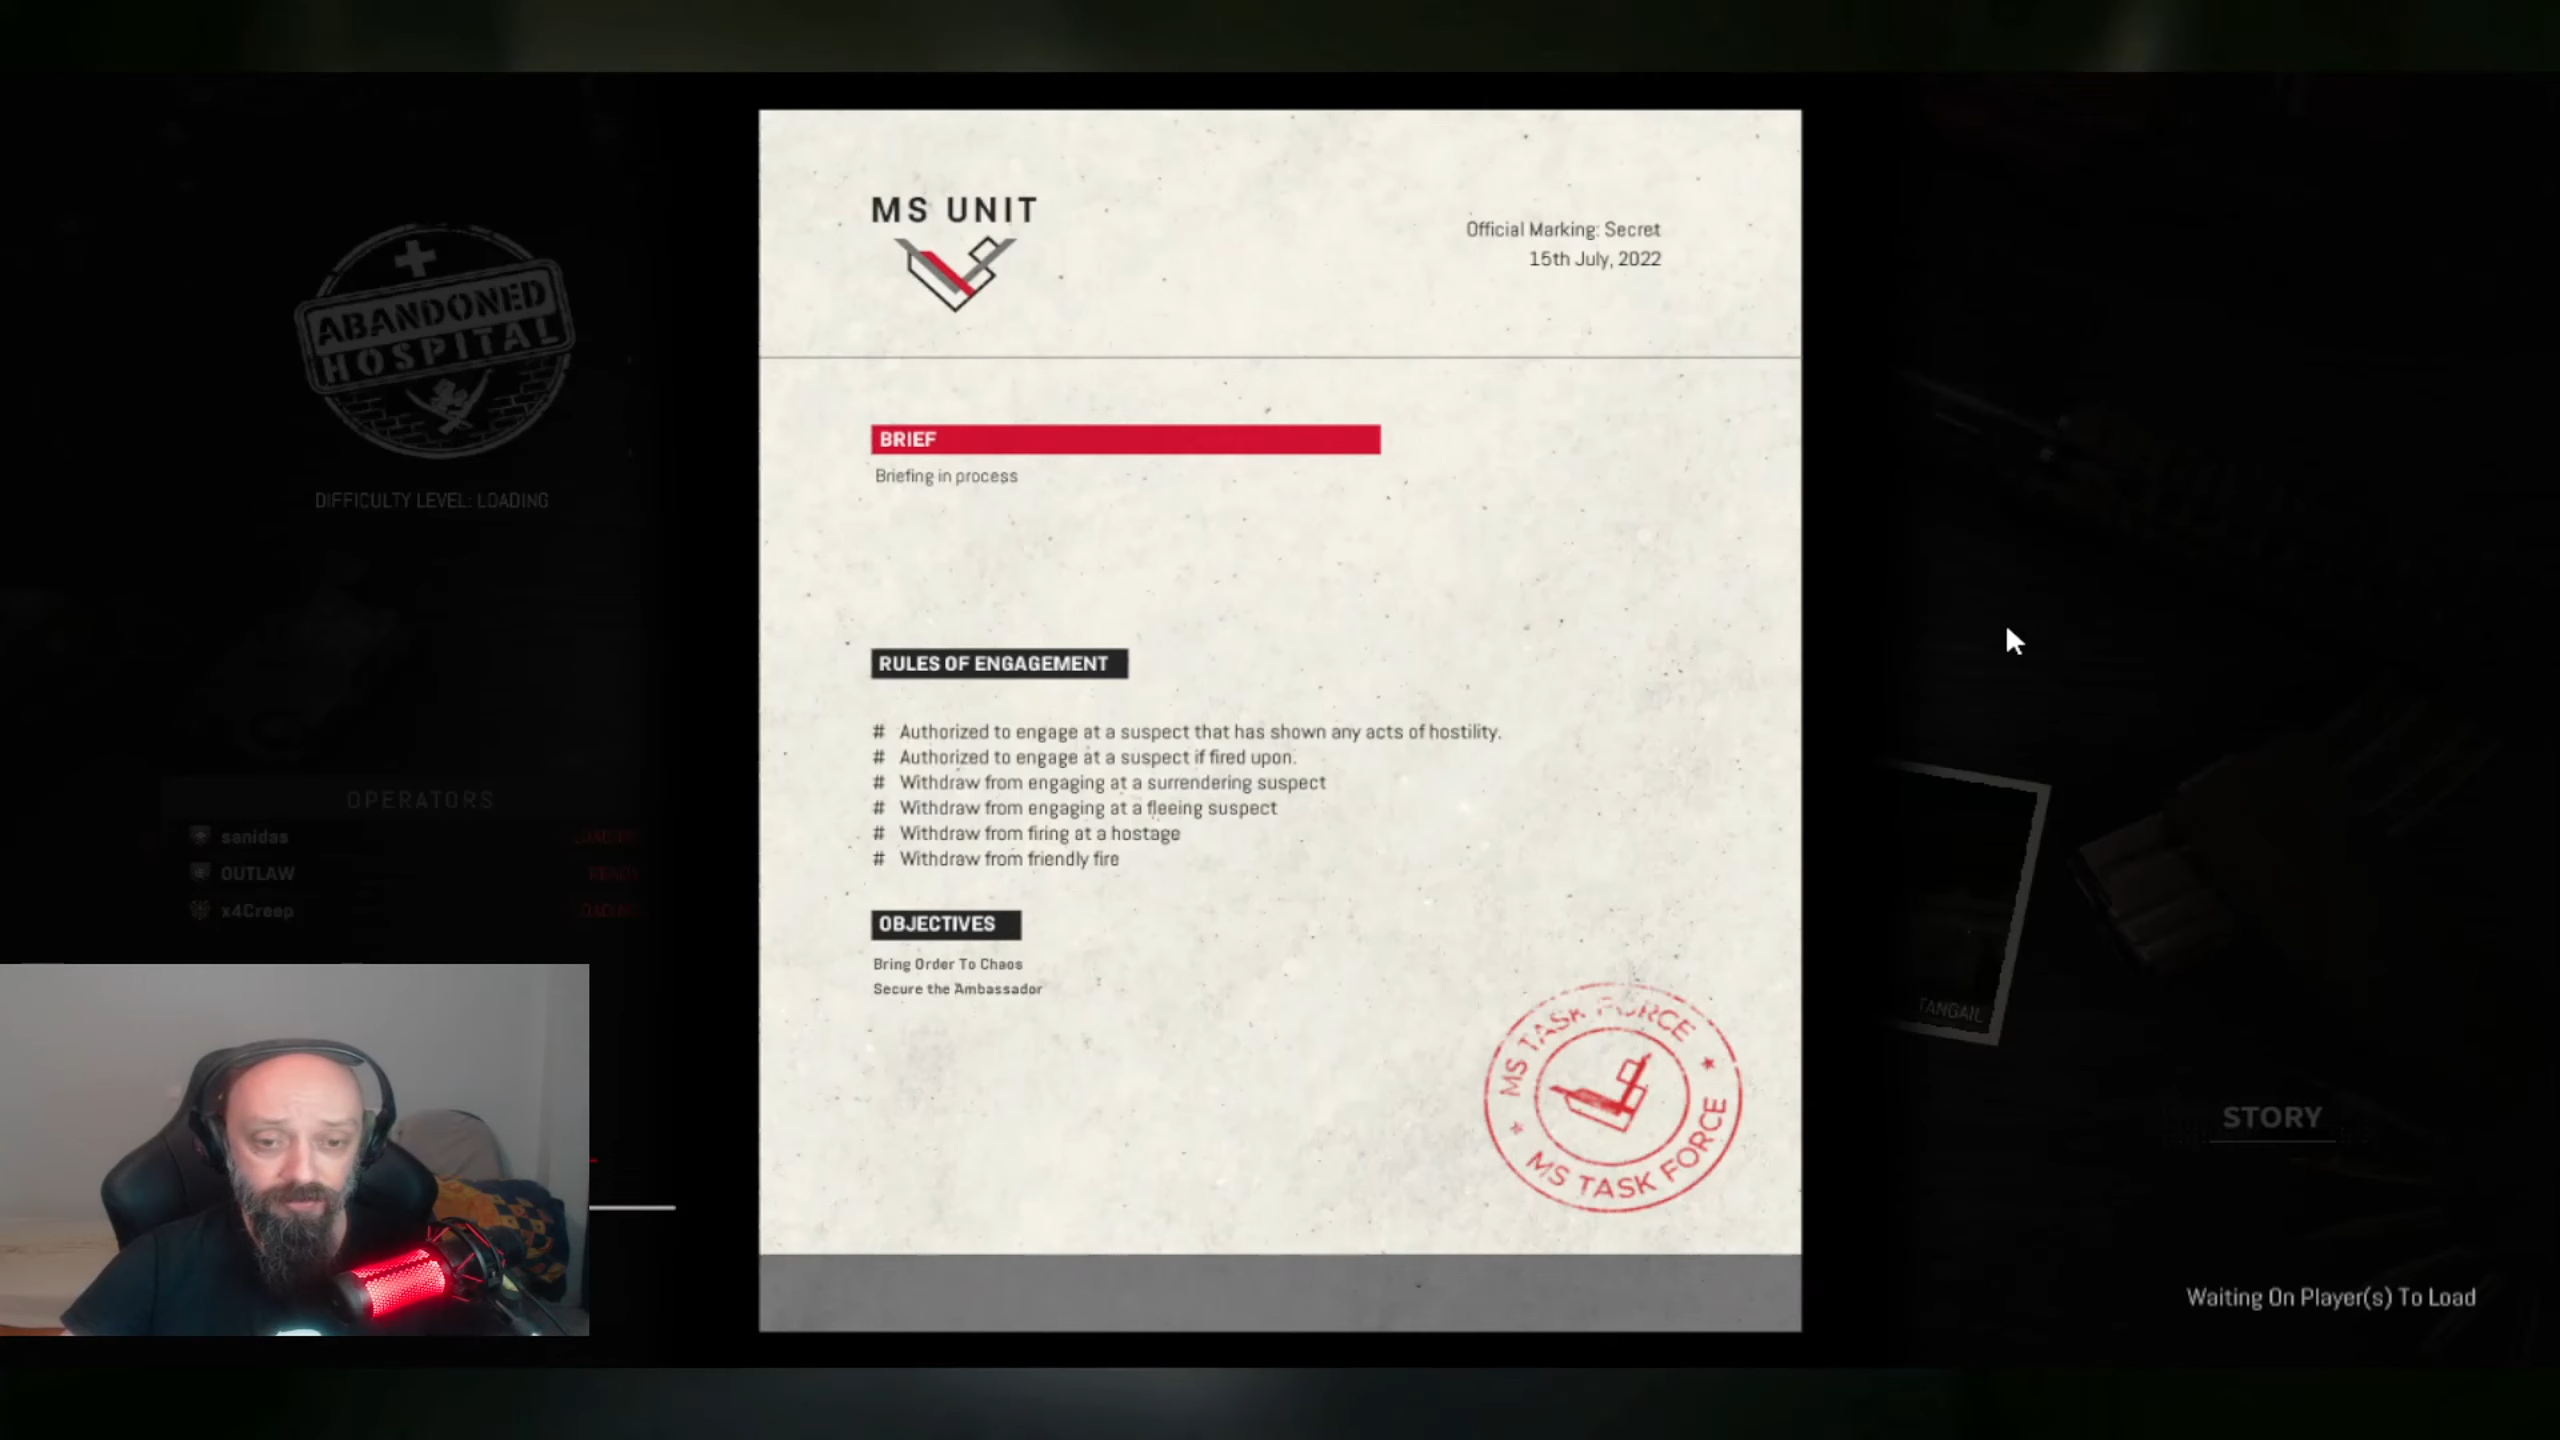 MS UNIT
Official Marking: Secret
15th July, 2022
ABANDONED
HOSPITAL
DIFFICULTY LEVEL: LOADING
BRIEF
Briefing in process
RULES OF ENGAGEMENT
# Authorized to engage at a suspect that has shown any acts of hostility.
# Authorized to engage at a suspect if fired upon.
# Withdraw from engaging at a surrendering suspect
# Withdraw from engaging at a fleeing suspect
# Withdraw from firing at a hostage
# Withdraw from friendly fire
OPERATORS
sanidas LOADING
OUTLAW READY
x4Creep LOADING
OBJECTIVES
Bring Order To Chaos
Secure the Ambassador
MS TASK FORCE
MS TASK FORCE
TANGAIL
STORY
Waiting On Player(s) To Load